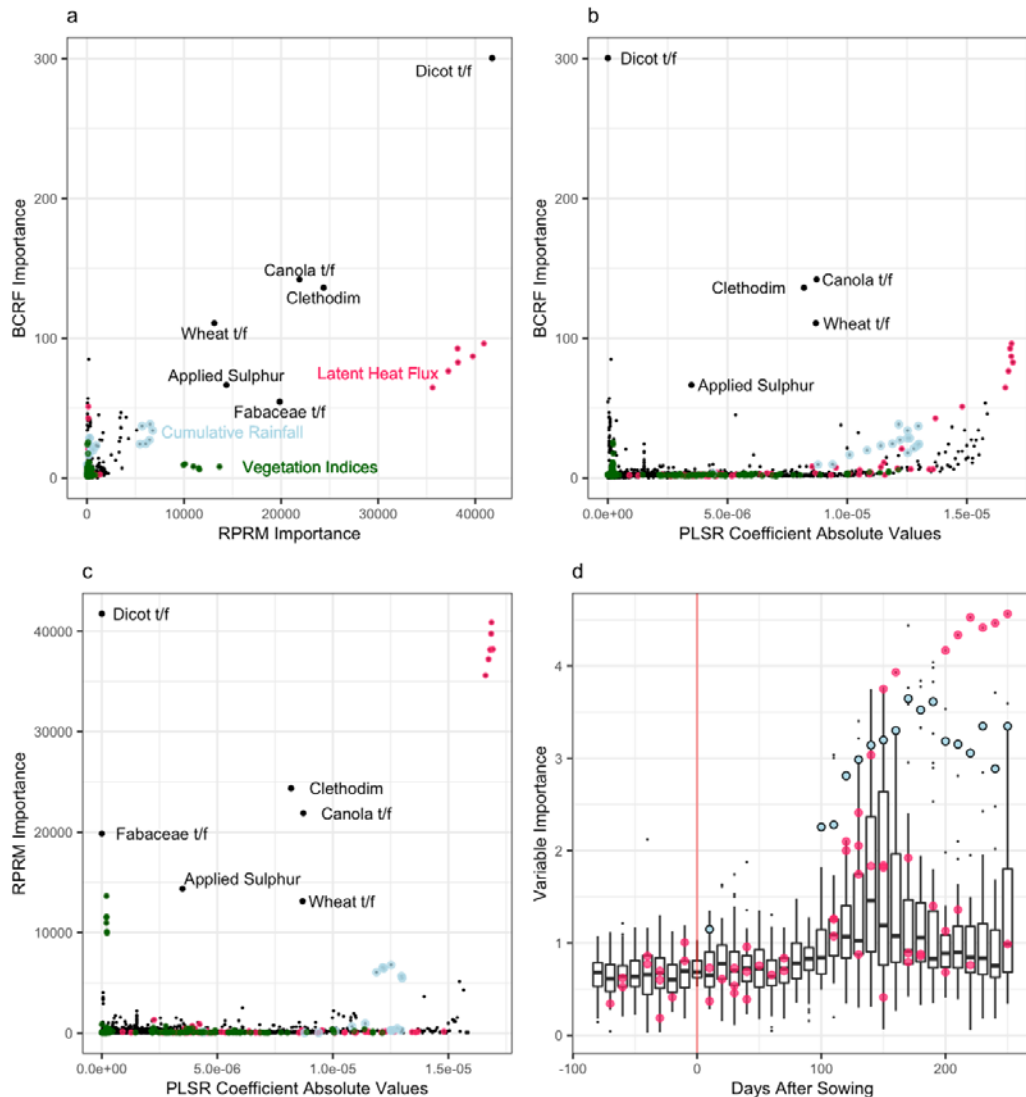 a
300
200
100
0
BCRF Importance
Dicot t/f
Canola t/f
Clethodim
Wheat t/f
Applied Sulphur
Latent Heat Flux
Fabaceae t/f
Cumulative Rainfall
Vegetation Indices
0
10000
20000
30000
40000
RPRM Importance
b
300
200
100
0
BCRF Importance
Dicot t/f
Clethodim
Canola t/f
Wheat t/f
Applied Sulphur
0.0e+00
5.0e-06
1.0e-05
1.5e-05
PLSR Coefficient Absolute Values
c
40000
30000
20000
10000
0
RPRM Importance
Dicot t/f
Clethodim
Canola t/f
Fabaceae t/f
Applied Sulphur
Wheat t/f
0.0e+00
5.0e-06
1.0e-05
1.5e-05
PLSR Coefficient Absolute Values
d
4
3
2
1
0
Variable Importance
-100
0
100
200
Days After Sowing